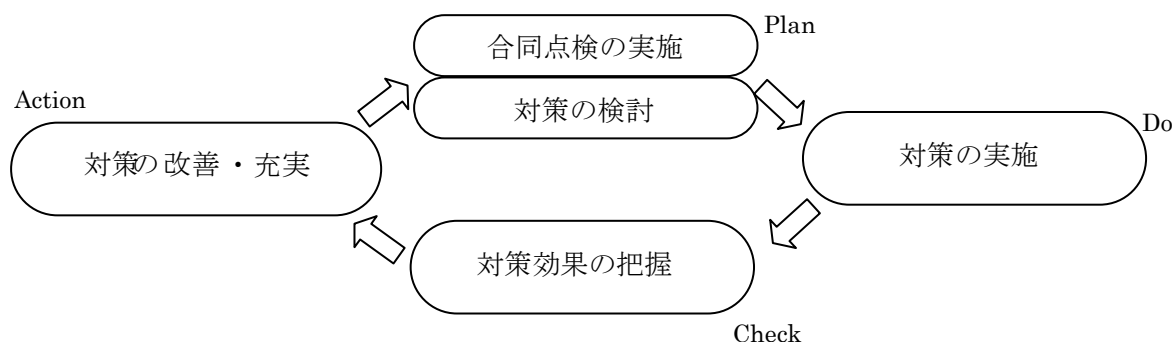 Plan
合同点検の実施
対策の検討
Action
対策の改善・充実
Do
対策の実施
対策効果の把握
Check